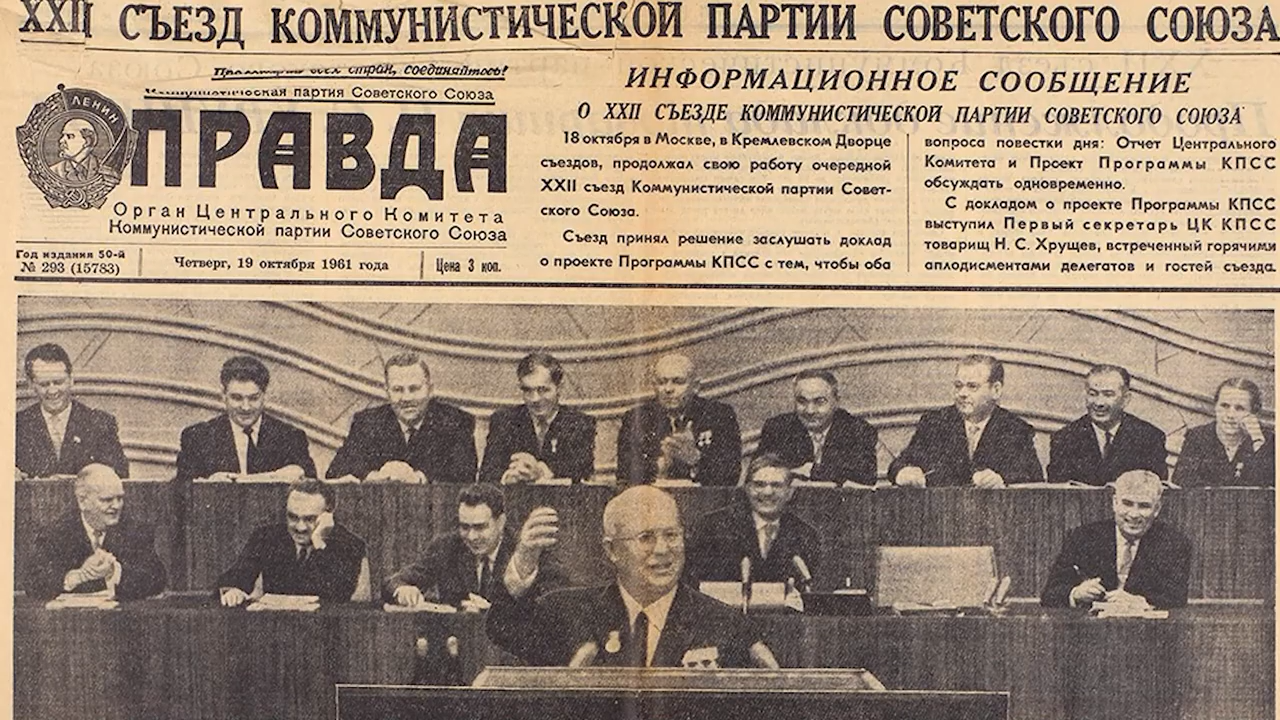 XXII СЪЕЗД КОММУНИСТИЧЕСКОЙ ПАРТИИ СОВЕТСКОГО СОЮЗА
всех стран, соединяйтесь!
партия Советского Союза
ЛЕНИН
ПРАВДА
Орган Центрального Комитета
Коммунистической партии Советского Союза
Год издания 50-й
№ 293 (15783)
Четверг, 19 октября 1961 года
Цена 3 коп.
ИНФОРМАЦИОННОЕ СООБЩЕНИЕ
О XXII СЪЕЗДЕ КОММУНИСТИЧЕСКОЙ ПАРТИИ СОВЕТСКОГО СОЮЗА
18 октября в Москве, в Кремлевском Дворце
съездов, продолжал свою работу очередной
XXII съезд Коммунистической партии Совет-
ского Союза.
Съезд принял решение заслушать доклад
о проекте Программы КПСС с тем, чтобы оба
вопроса повестки дня: Отчет Центрального
Комитета и Проект Программы КПСС
обсуждать одновременно.
С докладом о проекте Программы КПСС
выступил Первый секретарь ЦК КПСС
товарищ Н. С. Хрущев, встреченный горячими
аплодисментами делегатов и гостей съезда.